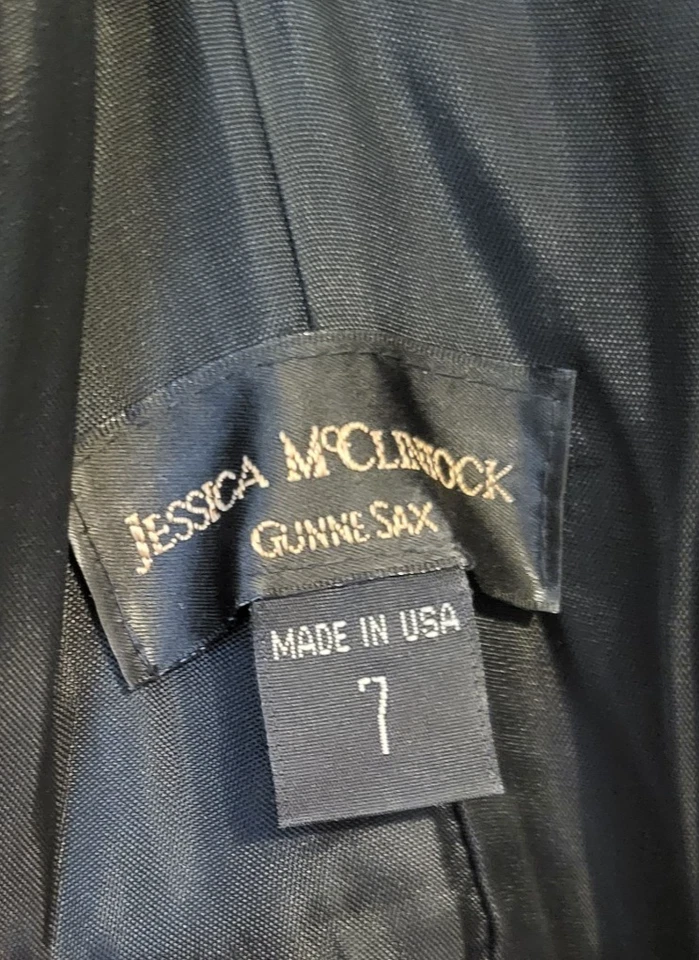 JESSICA McCLINTOCK
GUNNE SAX
MADE IN USA
7